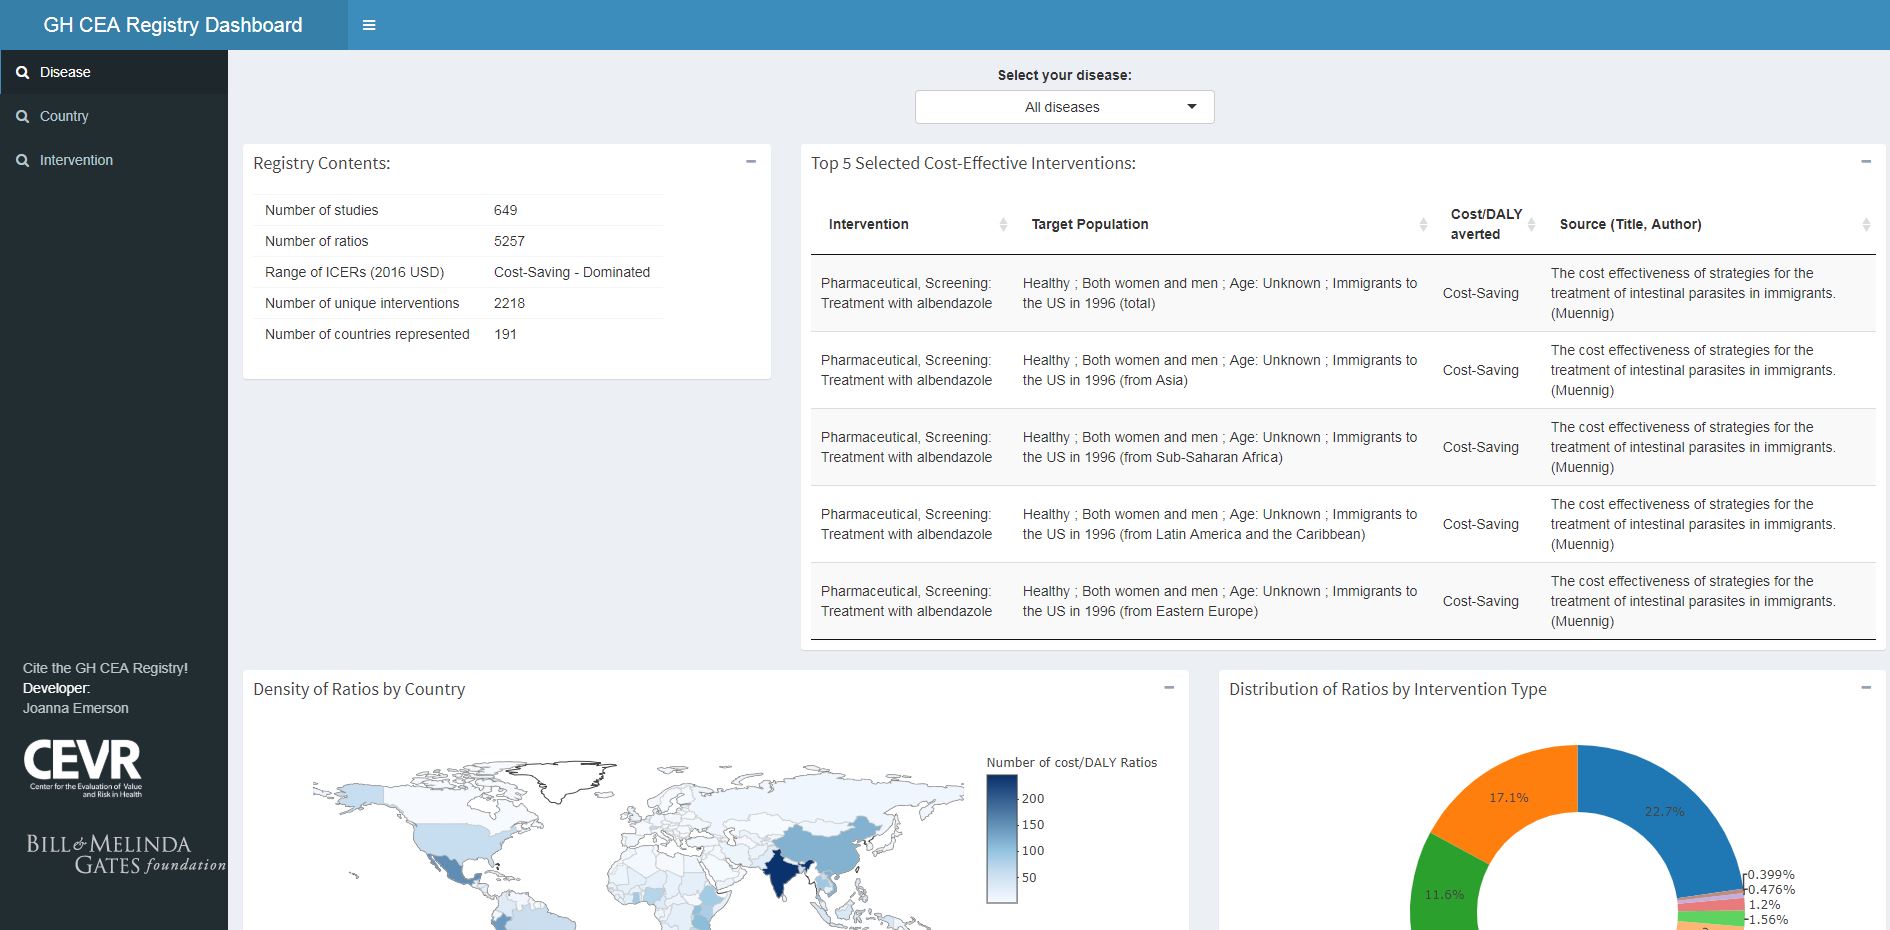 GH CEA Registry Dashboard
Disease
Country
Intervention
Select your disease:
All diseases
Registry Contents:
Number of studies 649
Number of ratios 5257
Range of ICERs (2016 USD) Cost-Saving - Dominated
Number of unique interventions 2218
Number of countries represented 191
Top 5 Selected Cost-Effective Interventions:
Intervention
Target Population
Cost/DALY
averted
Source (Title, Author)
Pharmaceutical, Screening:
Treatment with albendazole
Healthy ; Both women and men ; Age: Unknown ; Immigrants to
the US in 1996 (total)
Cost-Saving
The cost effectiveness of strategies for the
treatment of intestinal parasites in immigrants.
(Muennig)
Pharmaceutical, Screening:
Treatment with albendazole
Healthy ; Both women and men ; Age: Unknown ; Immigrants to
the US in 1996 (from Asia)
Cost-Saving
The cost effectiveness of strategies for the
treatment of intestinal parasites in immigrants.
(Muennig)
Pharmaceutical, Screening:
Treatment with albendazole
Healthy ; Both women and men ; Age: Unknown ; Immigrants to
the US in 1996 (from Sub-Saharan Africa)
Cost-Saving
The cost effectiveness of strategies for the
treatment of intestinal parasites in immigrants.
(Muennig)
Pharmaceutical, Screening:
Treatment with albendazole
Healthy ; Both women and men ; Age: Unknown ; Immigrants to
the US in 1996 (from Latin America and the Caribbean)
Cost-Saving
The cost effectiveness of strategies for the
treatment of intestinal parasites in immigrants.
(Muennig)
Pharmaceutical, Screening:
Treatment with albendazole
Healthy ; Both women and men ; Age: Unknown ; Immigrants to
the US in 1996 (from Eastern Europe)
Cost-Saving
The cost effectiveness of strategies for the
treatment of intestinal parasites in immigrants.
(Muennig)
Cite the GH CEA Registry!
Developer:
Joanna Emerson
CEVR
Center for the Evaluation of Value
and Risk in Health
BILL & MELINDA
GATES foundation
Density of Ratios by Country
Number of cost/DALY Ratios
200
150
100
50
Distribution of Ratios by Intervention Type
17.1%
22.7%
11.6%
0.399%
0.476%
1.2%
1.56%